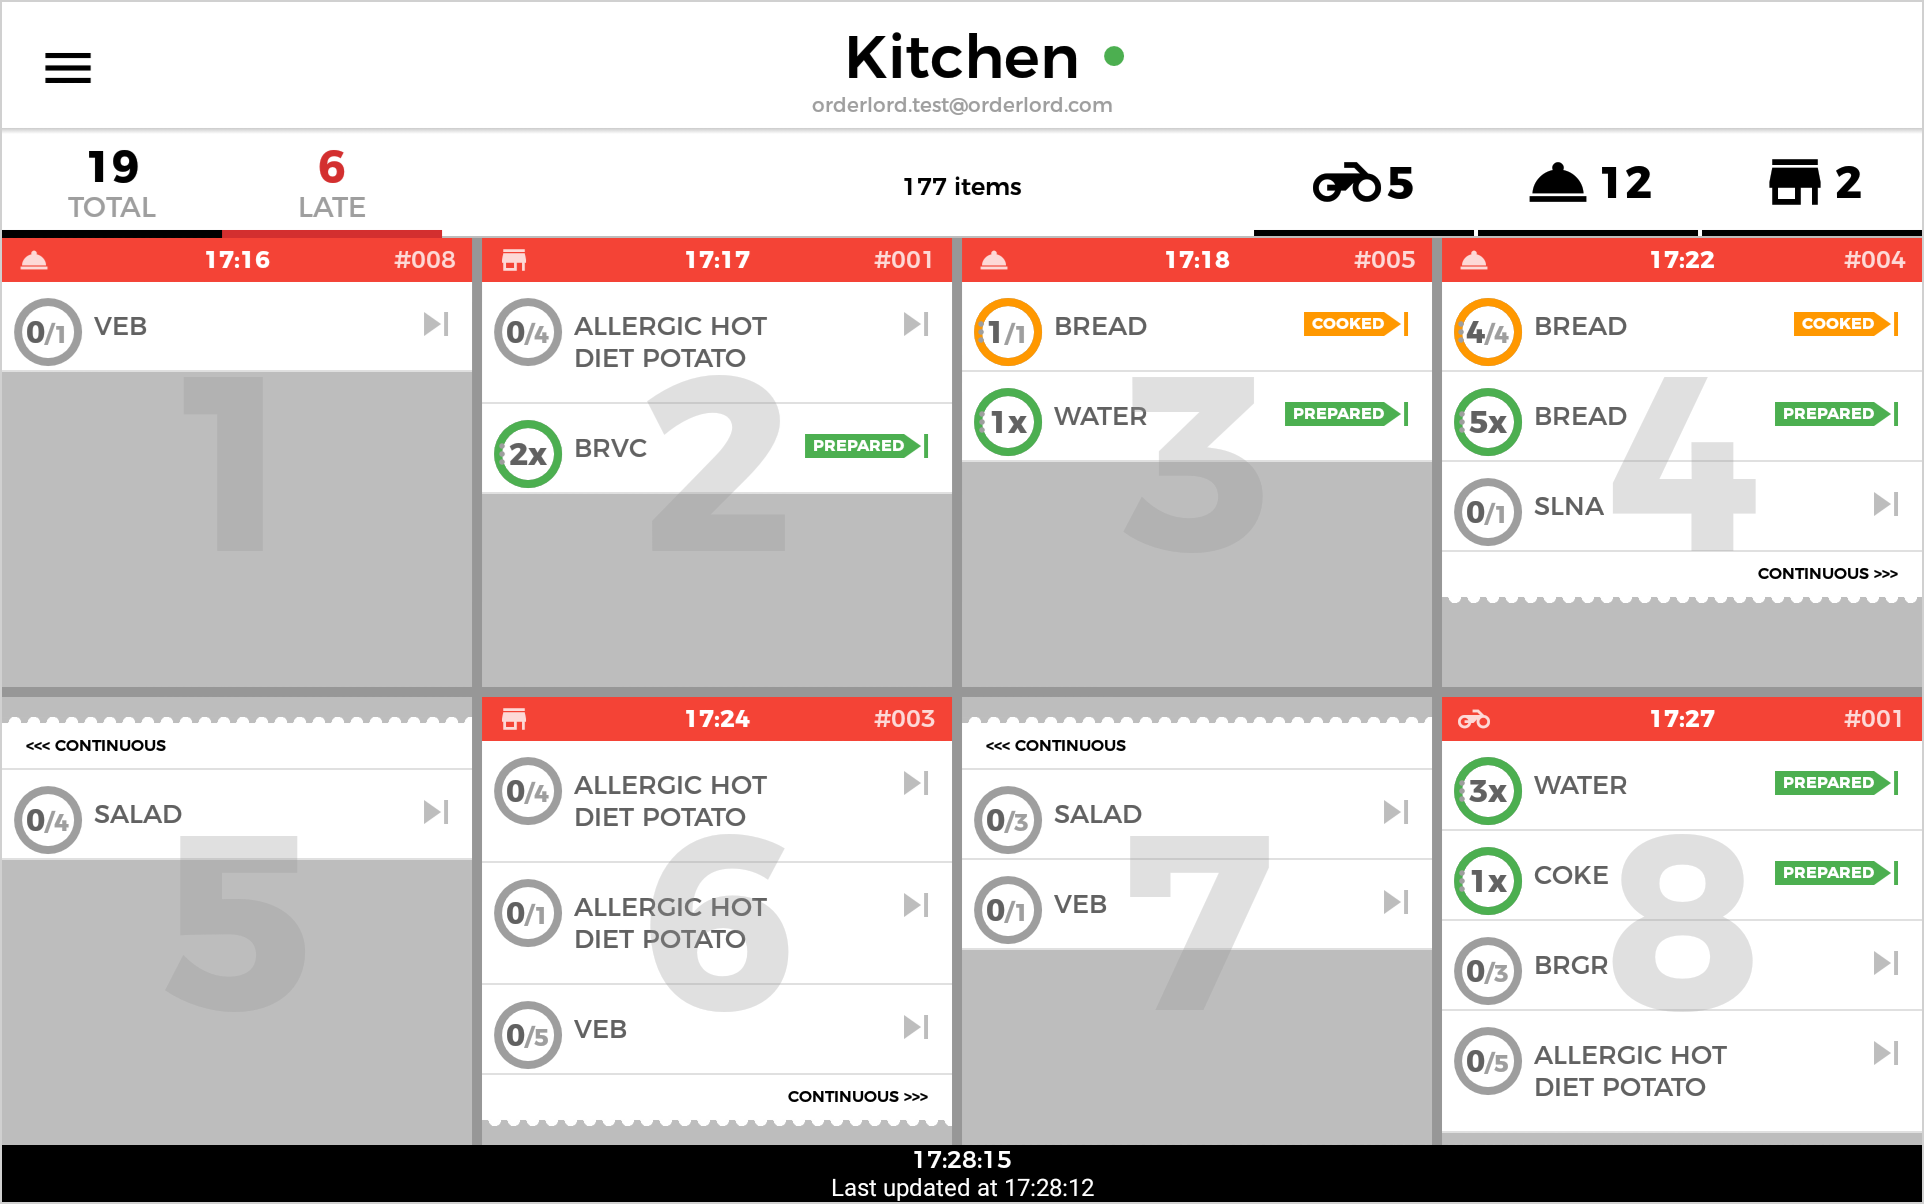 Kitchen
orderlord.test@orderlord.com
19
TOTAL
6
LATE
177 items
5
12
2
17:16 #008
0/1 VEB
1
17:17 #001
0/4 ALLERGIC HOT
DIET POTATO
2x BRVC PREPARED
2
17:18 #005
1/1 BREAD COOKED
1x WATER PREPARED
3
17:22 #004
4/4 BREAD COOKED
5x BREAD PREPARED
0/1 SLNA
4
CONTINUOUS >>>
<<< CONTINUOUS
0/4 SALAD
5
17:24 #003
0/4 ALLERGIC HOT
DIET POTATO
0/1 ALLERGIC HOT
DIET POTATO
6
0/5 VEB
CONTINUOUS >>>
<<< CONTINUOUS
0/3 SALAD
0/1 VEB
7
17:27 #001
3x WATER PREPARED
1x COKE PREPARED
0/3 BRGR
8
0/5 ALLERGIC HOT
DIET POTATO
17:28:15
Last updated at 17:28:12